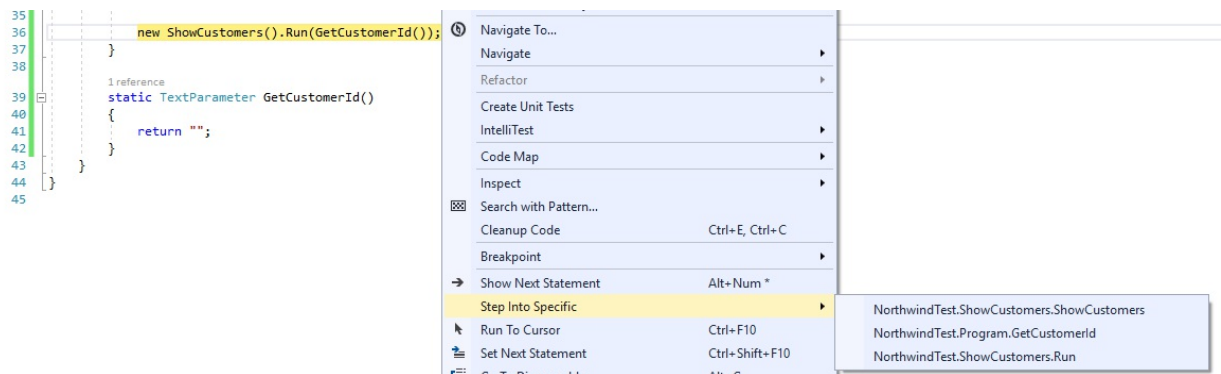 35
36 new ShowCustomers().Run(GetCustomerId());
37 }
38
1 reference
39 static TextParameter GetCustomerId()
40 {
41 return "";
42 }
43 }
44 }
45
Navigate To...
Navigate
Refactor
Create Unit Tests
IntelliTest
Code Map
Inspect
Search with Pattern...
Cleanup Code Ctrl+E, Ctrl+C
Breakpoint
Show Next Statement Alt+Num *
Step Into Specific
Run To Cursor Ctrl+F10
Set Next Statement Ctrl+Shift+F10
NorthwindTest.ShowCustomers.ShowCustomers
NorthwindTest.Program.GetCustomerId
NorthwindTest.ShowCustomers.Run